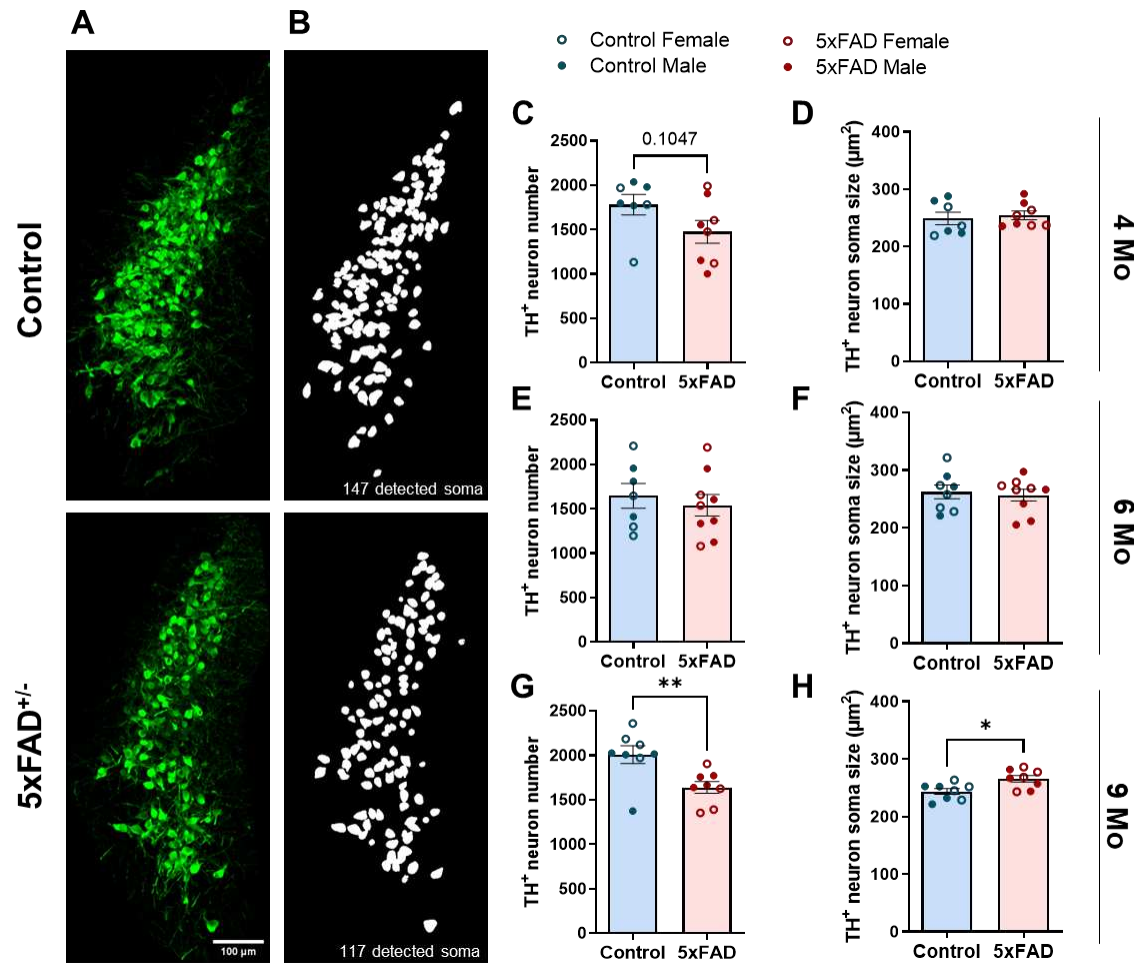 A
B
Control Female
Control Male
5xFAD Female
5xFAD Male
Control
147 detected soma
5xFAD+/-
100 µm
117 detected soma
C
2500
2000
1500
1000
500
0
TH+ neuron number
0.1047
Control
5xFAD
D
400
300
200
100
0
TH+ neuron soma size (µm2)
Control
5xFAD
4 Mo
E
2500
2000
1500
1000
500
0
TH+ neuron number
Control
5xFAD
F
400
300
200
100
0
TH+ neuron soma size (µm2)
Control
5xFAD
6 Mo
G
2500
2000
1500
1000
500
0
TH+ neuron number
**
Control
5xFAD
H
400
300
200
100
0
TH+ neuron soma size (µm2)
*
Control
5xFAD
9 Mo